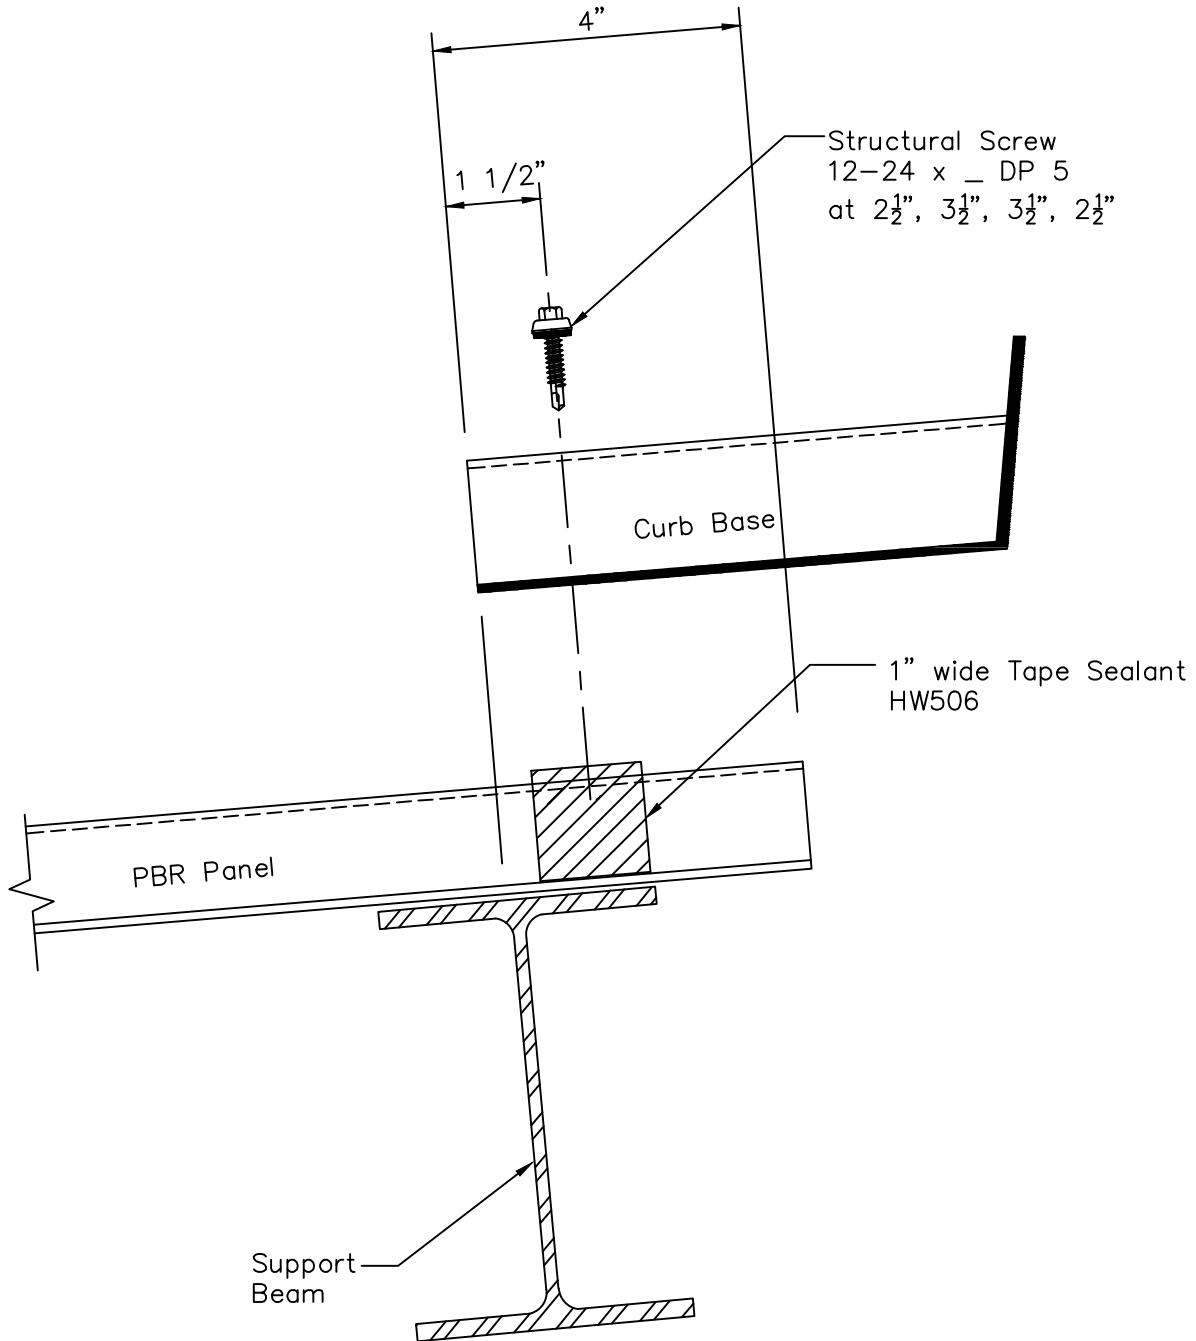 4”
1 1/2”
Structural Screw
12-24 x _ DP 5
at 2½”, 3½”, 3½”, 2½”
Curb Base
1” wide Tape Sealant
HW506
PBR Panel
Support
Beam